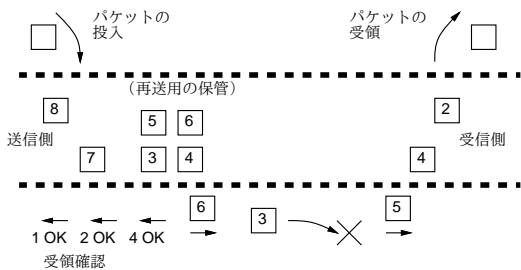 パケットの
投入
パケットの
受領
(再送用の保管)
8
5 6
2
送信側
受信側
7
3 4
4
6
3
5
1 OK 2 OK 4 OK
受領確認